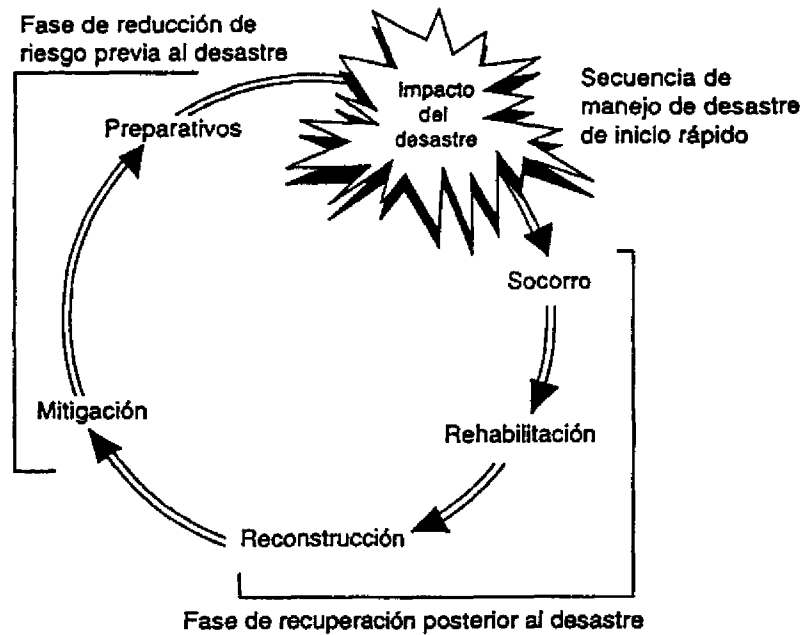 Fase de reducción de
riesgo previa al desastre
Impacto
del
desastre
Secuencia de
manejo de desastre
de inicio rápido
Preparativos
Socorro
Mitigación
Rehabilitación
Reconstrucción
Fase de recuperación posterior al desastre